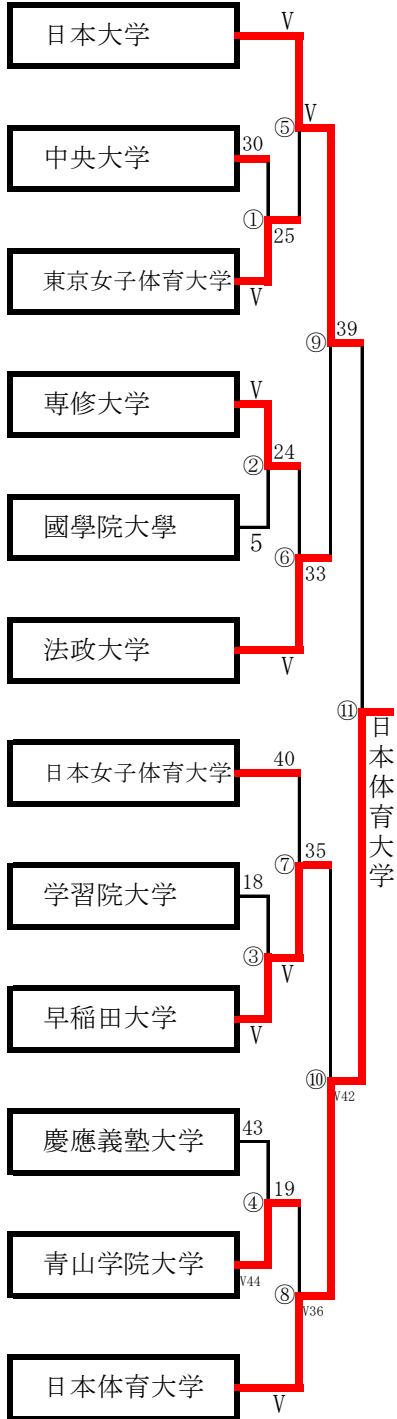 日本大学
V
⑤
V
中央大学
30
①
25
東京女子体育大学
V
⑨
39
専修大学
V
②
24
國學院大學
5
⑥
33
法政大学
V
⑪
日本体育大学
日本女子体育大学
40
⑦
35
学習院大学
18
③
V
早稲田大学
V
⑩
V42
慶應義塾大学
43
④
19
青山学院大学
V44
⑧
V36
日本体育大学
V